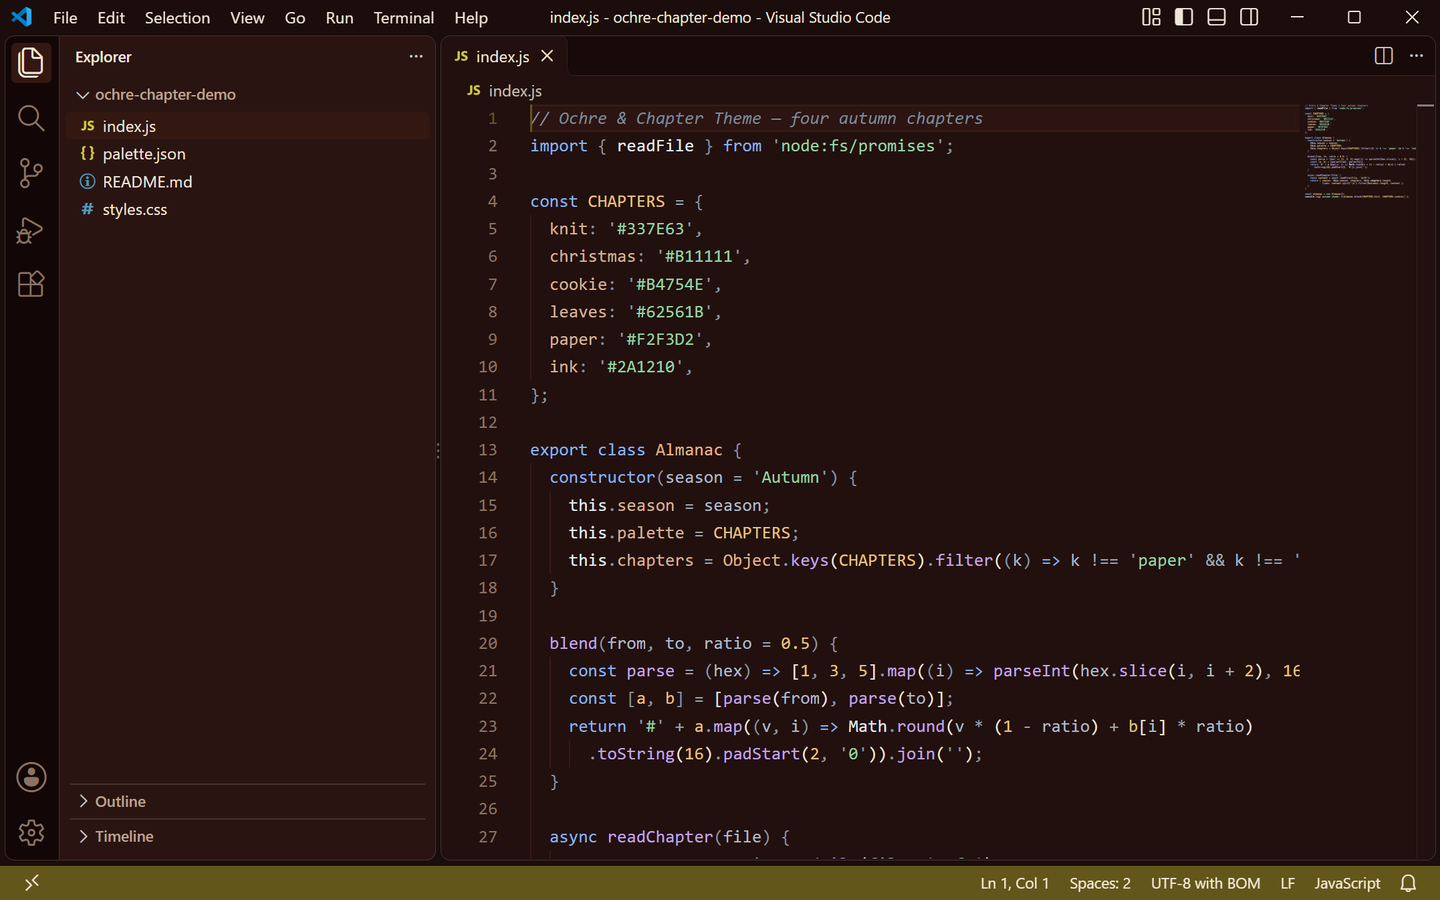 File Edit Selection View Go Run Terminal Help
index.js - ochre-chapter-demo - Visual Studio Code
Explorer
ochre-chapter-demo
JS index.js
{} palette.json
README.md
# styles.css
Outline
Timeline
JS index.js
JS index.js
1 // Ochre & Chapter Theme — four autumn chapters
2 import { readFile } from 'node:fs/promises';
3
4 const CHAPTERS = {
5 knit: '#337E63',
6 christmas: '#B11111',
7 cookie: '#B4754E',
8 leaves: '#62561B',
9 paper: '#F2F3D2',
10 ink: '#2A1210',
11 };
12
13 export class Almanac {
14 constructor(season = 'Autumn') {
15 this.season = season;
16 this.palette = CHAPTERS;
17 this.chapters = Object.keys(CHAPTERS).filter((k) => k !== 'paper' && k !== '
18 }
19
20 blend(from, to, ratio = 0.5) {
21 const parse = (hex) => [1, 3, 5].map((i) => parseInt(hex.slice(i, i + 2), 16
22 const [a, b] = [parse(from), parse(to)];
23 return '#' + a.map((v, i) => Math.round(v * (1 - ratio) + b[i] * ratio)
24 .toString(16).padStart(2, '0')).join('');
25 }
26
27 async readChapter(file) {
Ln 1, Col 1 Spaces: 2 UTF-8 with BOM LF JavaScript